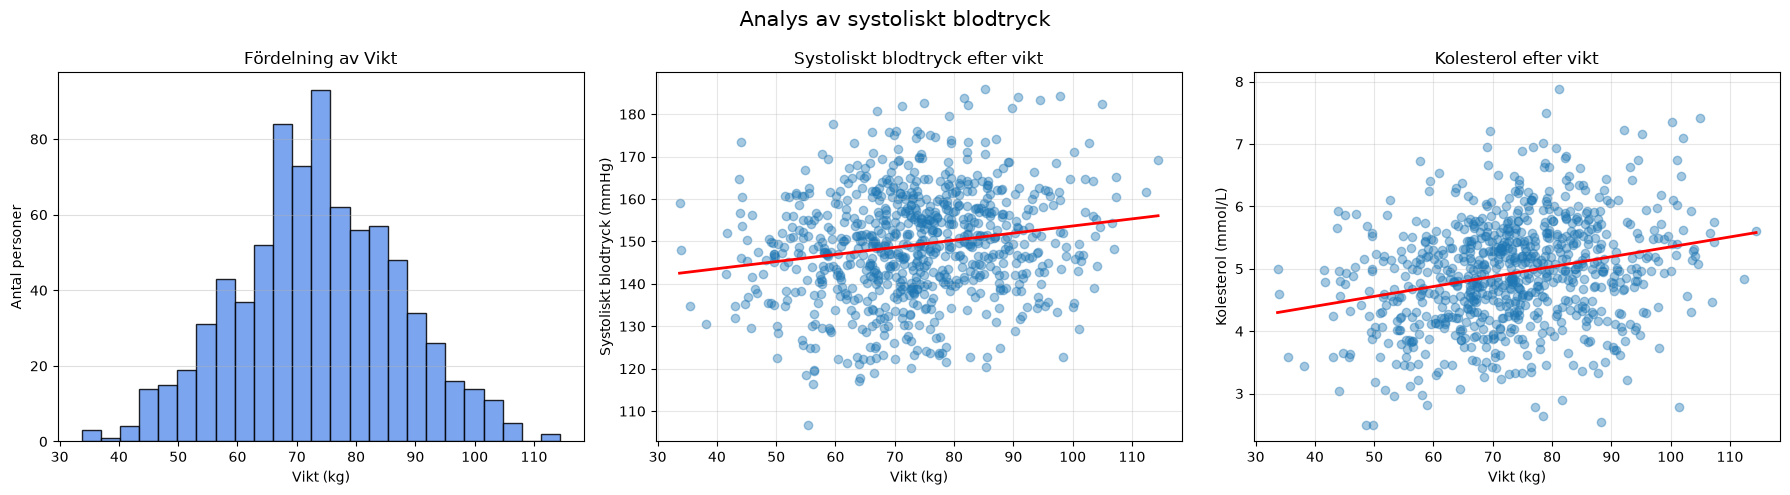 Analys av systoliskt blodtryck
Fördelning av Vikt
Antal personer
80
60
40
20
0
30 40 50 60 70 80 90 100 110
Vikt (kg)
Systoliskt blodtryck efter vikt
Systoliskt blodtryck (mmHg)
180
170
160
150
140
130
120
110
30 40 50 60 70 80 90 100 110
Vikt (kg)
Kolesterol efter vikt
Kolesterol (mmol/L)
8
7
6
5
4
3
30 40 50 60 70 80 90 100 110
Vikt (kg)